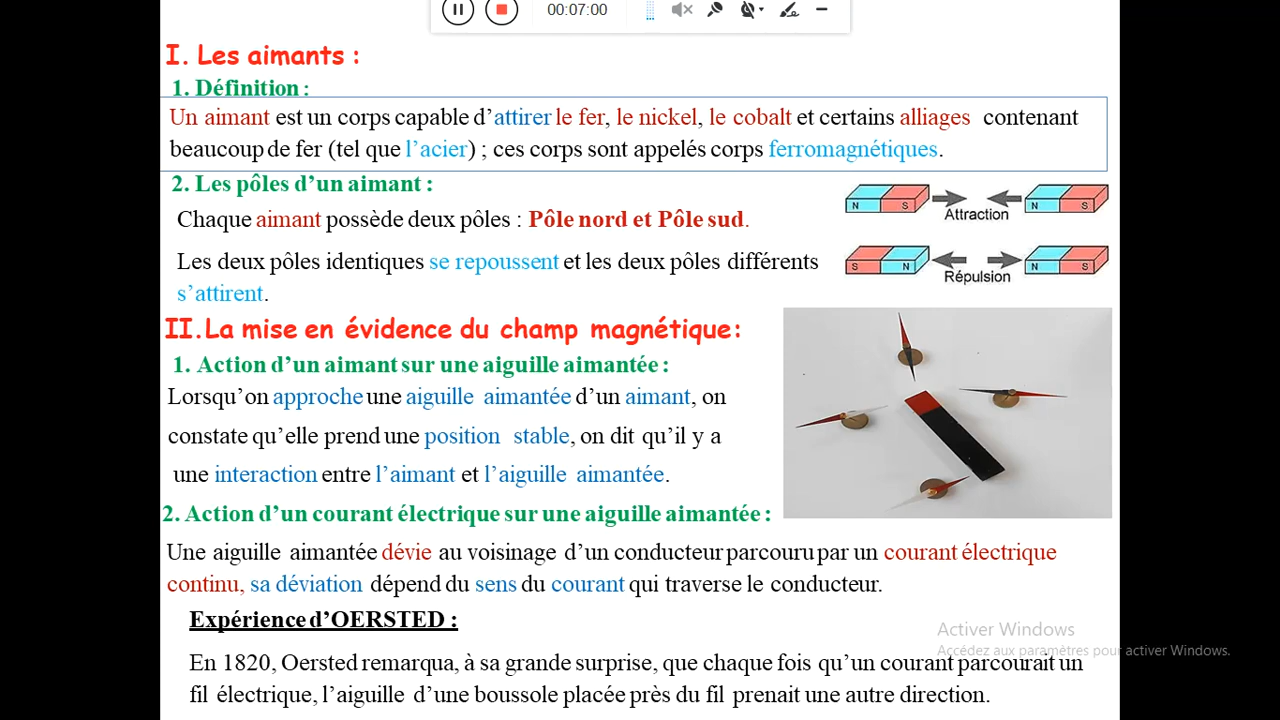 00:07:00
I. Les aimants :
1. Définition :
Un aimant est un corps capable d'attirer le fer, le nickel, le cobalt et certains alliages contenant
beaucoup de fer (tel que l'acier) ; ces corps sont appelés corps ferromagnétiques.
2. Les pôles d'un aimant :
Chaque aimant possède deux pôles : Pôle nord et Pôle sud.
Les deux pôles identiques se repoussent et les deux pôles différents
s'attirent.
N S N S
Attraction
S N N S
Répulsion
II.La mise en évidence du champ magnétique:
1. Action d'un aimant sur une aiguille aimantée :
Lorsqu'on approche une aiguille aimantée d'un aimant, on
constate qu'elle prend une position stable, on dit qu'il y a
une interaction entre l'aimant et l'aiguille aimantée.
2. Action d'un courant électrique sur une aiguille aimantée :
Une aiguille aimantée dévie au voisinage d'un conducteur parcouru par un courant électrique
continu, sa déviation dépend du sens du courant qui traverse le conducteur.
Expérience d'OERSTED :
En 1820, Oersted remarqua, à sa grande surprise, que chaque fois qu'un courant parcourait un
fil électrique, l'aiguille d'une boussole placée près du fil prenait une autre direction.
Activer Windows
Accédez aux paramètres pour activer Windows.